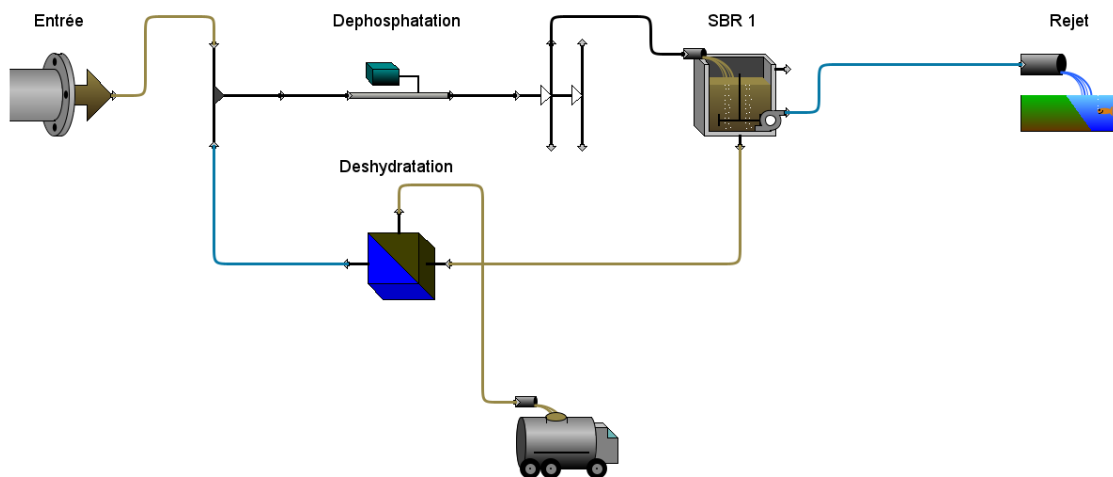 Entrée
Dephosphatation
SBR 1
Rejet
Deshydratation